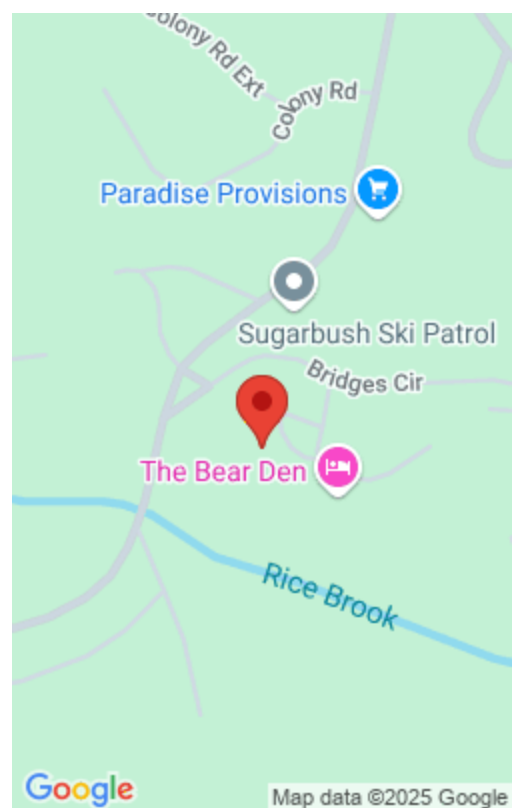 Colony Rd Ext
Colony Rd
Paradise Provisions
Sugarbush Ski Patrol
Bridges Cir
The Bear Den
Rice Brook
Google
Map data ©2025 Google